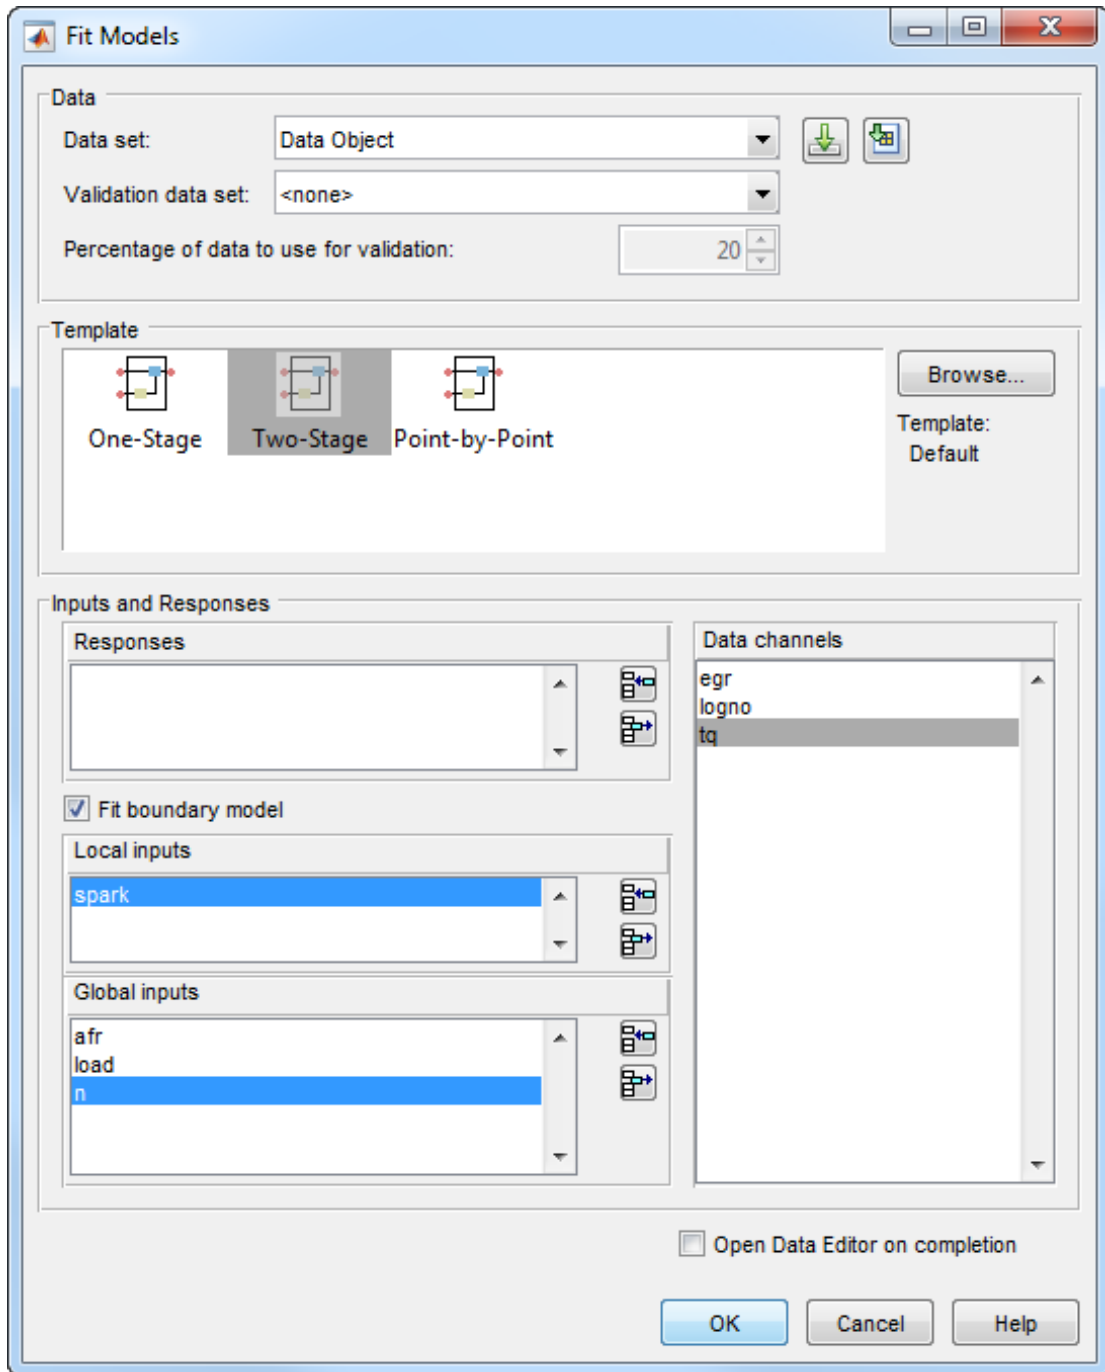 Fit Models
Data
Data set:
Data Object
Validation data set:
<none>
Percentage of data to use for validation:
20
Template
One-Stage
Two-Stage
Point-by-Point
Browse...
Template:
Default
Inputs and Responses
Responses
Data channels
egr
logno
tq
Fit boundary model
Local inputs
spark
Global inputs
afr
load
n
Open Data Editor on completion
OK
Cancel
Help